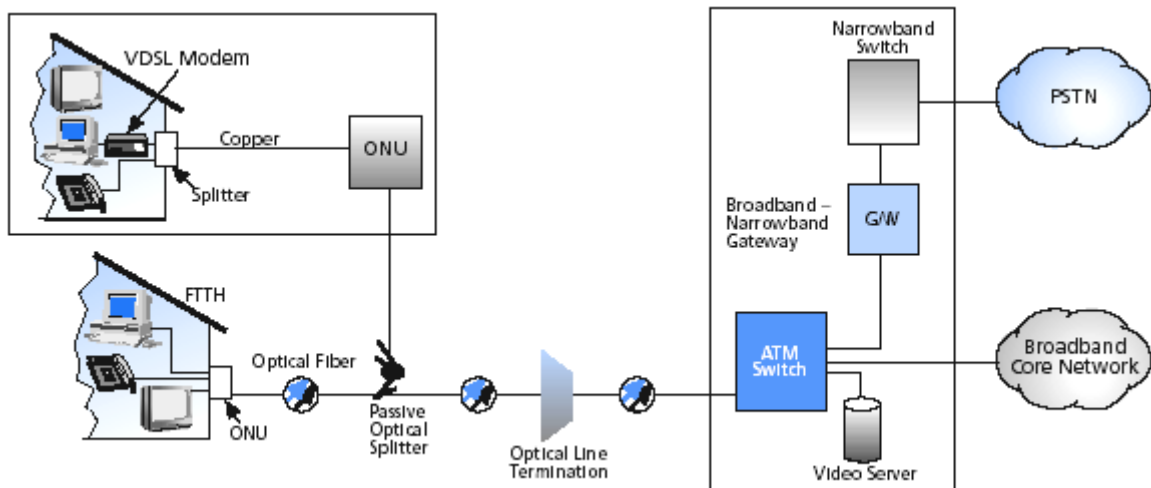 VDSL Modem
Copper
ONU
Splitter
FTTH
Optical Fiber
ONU
Passive
Optical
Splitter
Optical Line
Termination
Narrowband
Switch
PSTN
Broadband –
Narrowband
Gateway
G/W
ATM
Switch
Broadband
Core Network
Video Server